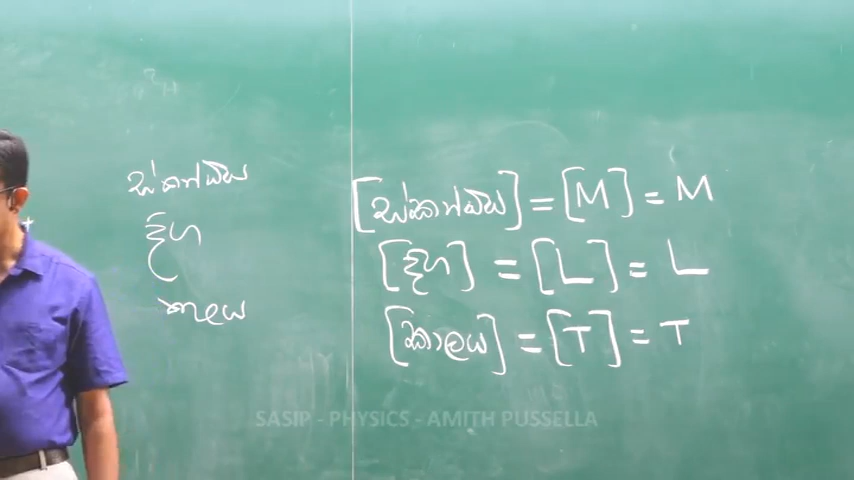 ස්කන්ධය
දිග
කාලය
[ස්කන්ධය] = [M] = M
[දිග] = [L] = L
[කාලය] = [T] = T
SASIP - PHYSICS - AMITH PUSSELLA